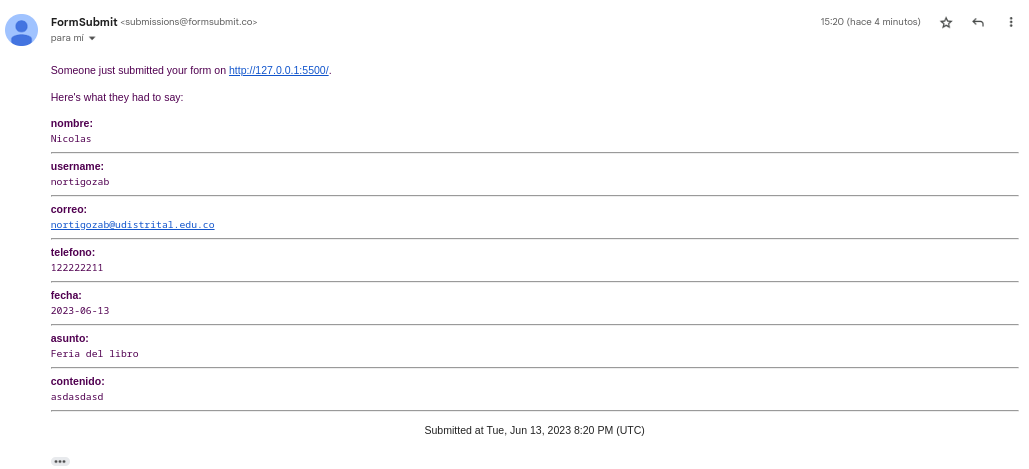 FormSubmit <submissions@formsubmit.co> 15:20 (hace 4 minutos)
para mí
Someone just submitted your form on http://127.0.0.1:5500/.
Here's what they had to say:
nombre:
Nicolas
username:
nortigozab
correo:
nortigozab@udistrital.edu.co
telefono:
122222211
fecha:
2023-06-13
asunto:
Feria del libro
contenido:
asdasdasd
Submitted at Tue, Jun 13, 2023 8:20 PM (UTC)